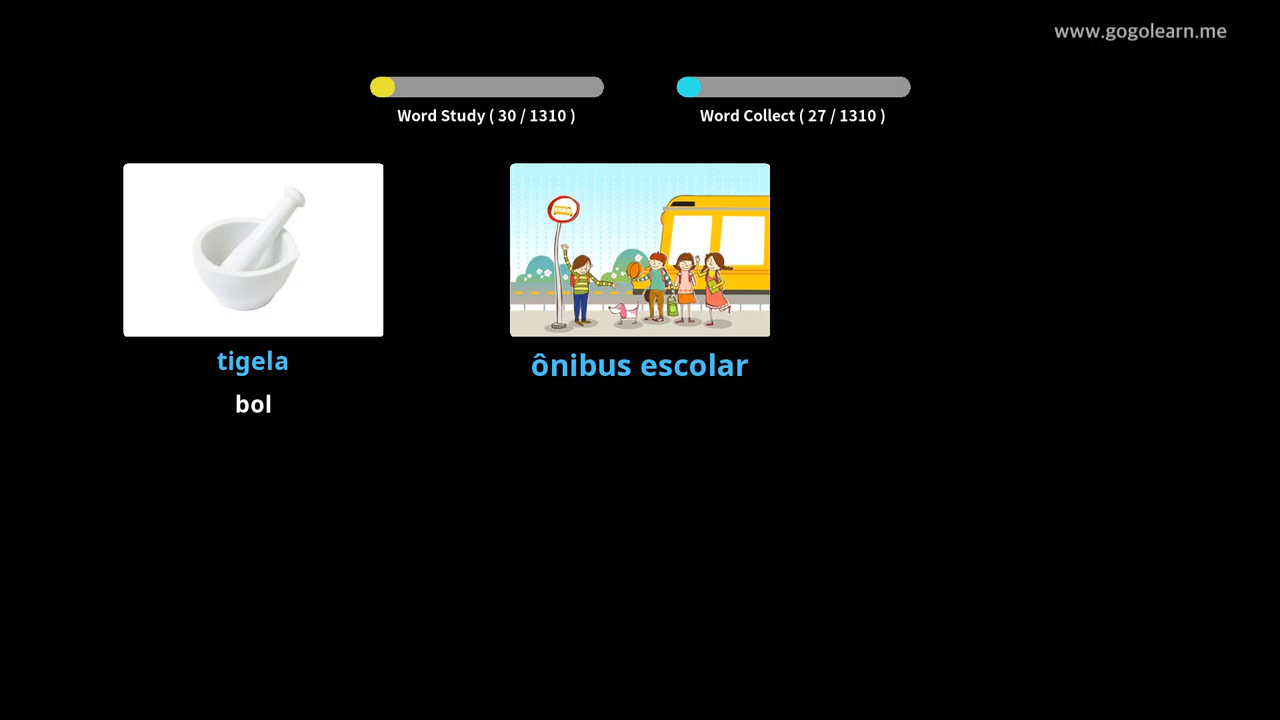 www.gogolearn.me
Word Study ( 30 / 1310 )
Word Collect ( 27 / 1310 )
tigela
bol
ônibus escolar